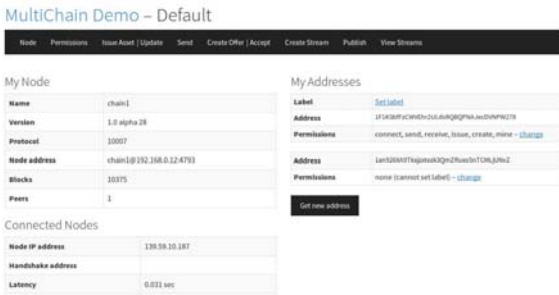 MultiChain Demo – Default
Node Permissions Issue Asset | Update Send Create Offer | Accept Create Stream Publish View Streams
My Node
Name chain1
Version 1.0 alpha 28
Protocol 10007
Node address chain1@192.168.0.12:4793
Blocks 10375
Peers 1
Connected Nodes
Node IP address 139.59.10.187
Handshake address
Latency 0.031 sec
My Addresses
Label Set label
Address
Permissions connect, send, receive, issue, create, mine – change
Address
Permissions none (cannot set label) – change
Get new address